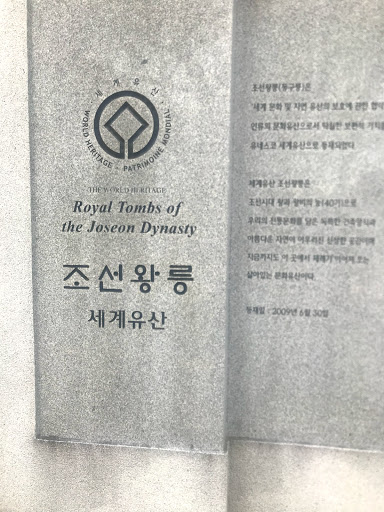 세계유산
WORLD HERITAGE · PATRIMOINE MONDIAL
THE WORLD HERITAGE
Royal Tombs of
the Joseon Dynasty
조선왕릉
세계유산
조선왕릉(동구릉)은
'세계 문화 및 자연 유산의 보호에 관한 협약
인류의 문화유산으로서 탁월한 보편적 가치를
유네스코 세계유산으로 등재되었다.
세계유산 조선왕릉은
조선시대 왕과 왕비의 능(40기)으로
우리의 전통문화를 담은 독특한 건축양식과
아름다운 자연이 어우러진 신성한 공간이며
지금까지도 이 곳에서 제례가 이어져 오는
살아있는 문화유산이다.
등재일 : 2009년 6월 30일